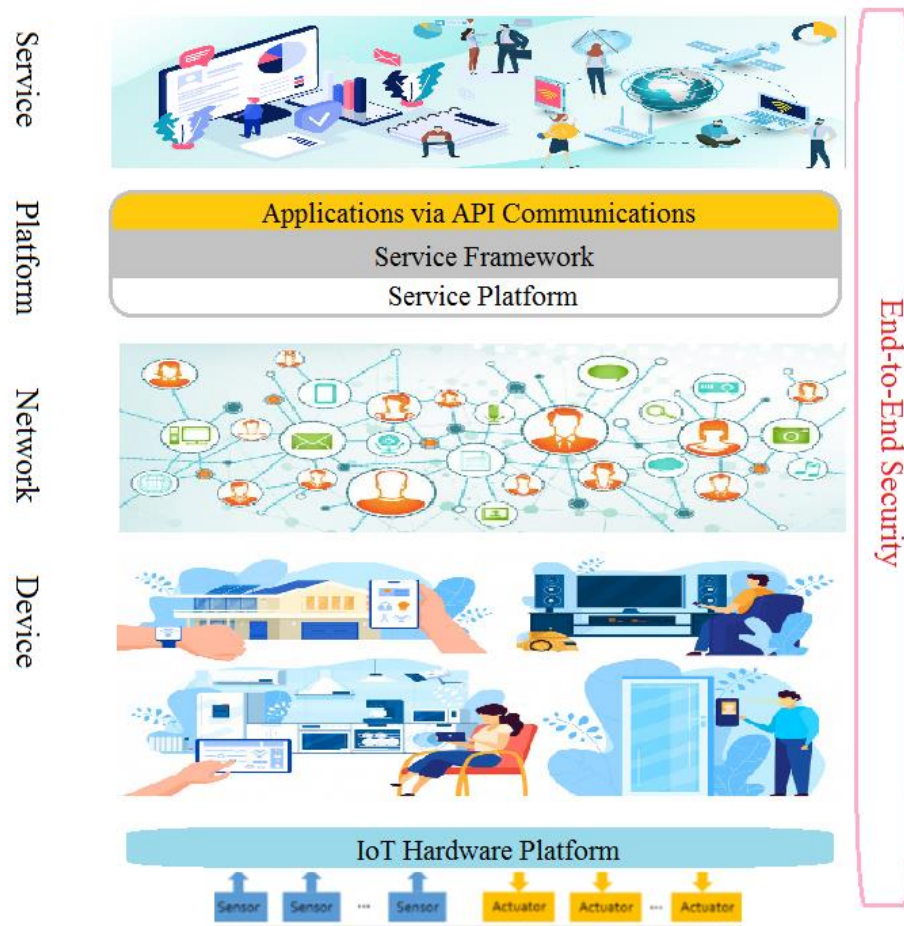 Service
Platform
Applications via API Communications
Service Framework
Service Platform
Network
Device
IoT Hardware Platform
Sensor
Sensor
...
Sensor
Actuator
Actuator
...
Actuator
End-to-End Security